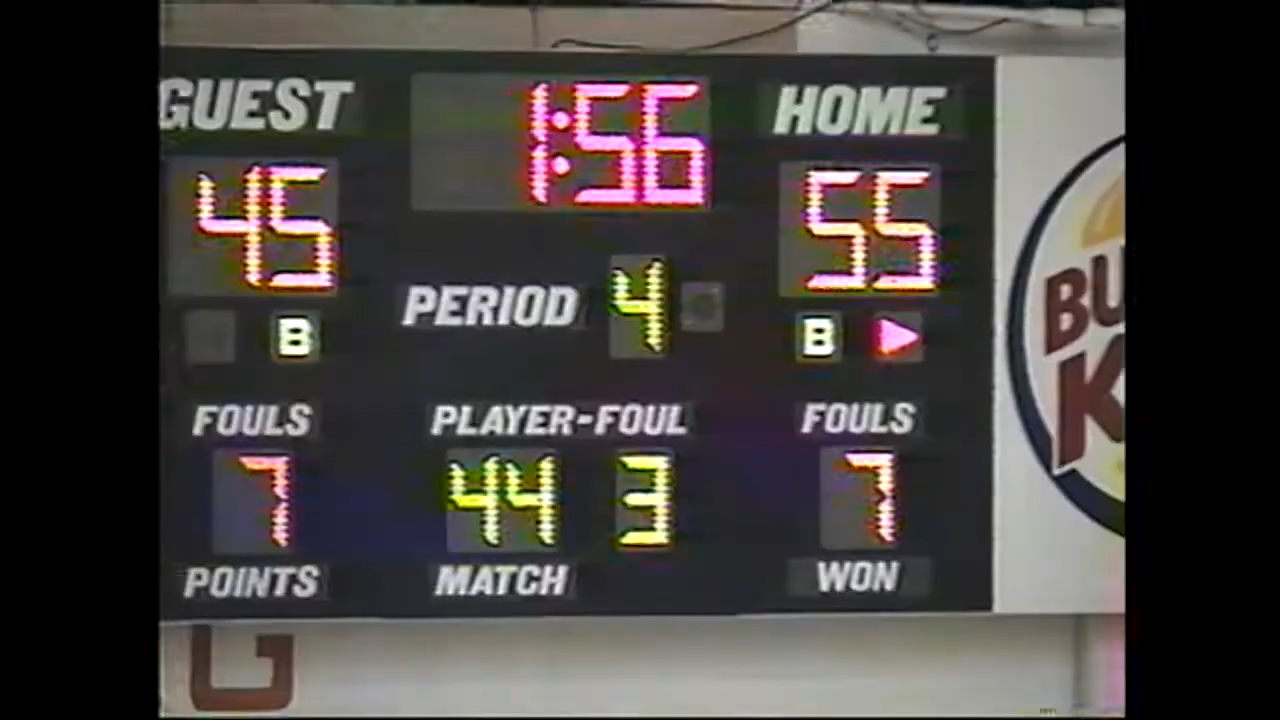 GUEST 1:56 HOME
45 55
PERIOD 4
B B
FOULS PLAYER-FOUL FOULS
7 44 3 7
POINTS MATCH WON
BU
K
G